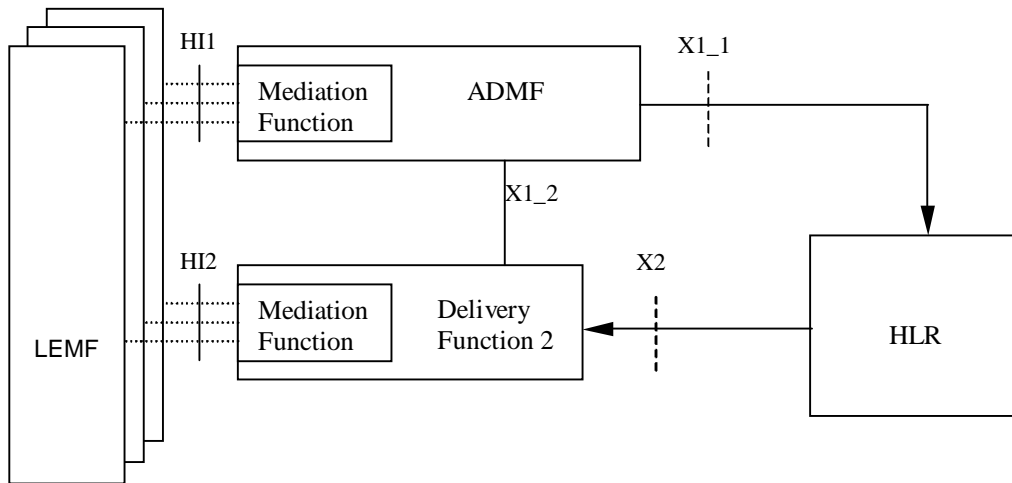 HI1
X1_1
Mediation
Function
ADMF
X1_2
HI2
X2
Mediation
Function
Delivery
Function 2
LEMF
HLR